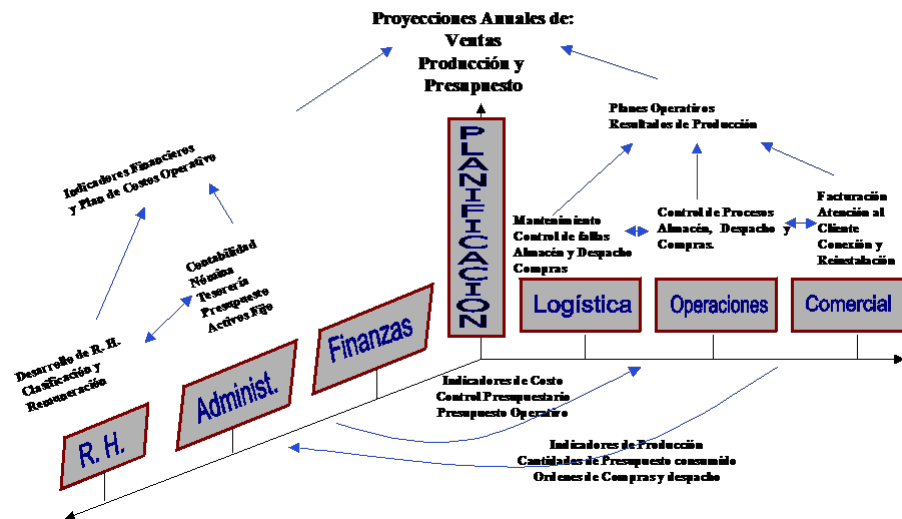 Proyecciones Annales de:
Ventas
Producción y
Presupuesto
Planes Operativos
Resultados de Producción
Indicadores Financieros
y Plan de Costos Operativo
PLANIFICACION
Mantenimiento
Control de fallas
Almacén y Despacho
Compras
Control de Procesos
Almacén, Despacho y
Compras.
Facturación
Atención al
Cliente
Conexión y
Reinstalación
Contabilidad
Nómina
Tesorería
Presupuesto
Activos Fijo
Desarrollo de R. H.
Clasificación y
Remuneración
Logística
Operaciones
Comercial
Finanzas
Administ.
R. H.
Indicadores de Costo
Control Presupuestario
Presupuesto Operativo
Indicadores de Producción
Cantidades de Presupuesto consumido
Ordenes de Compras y despacho